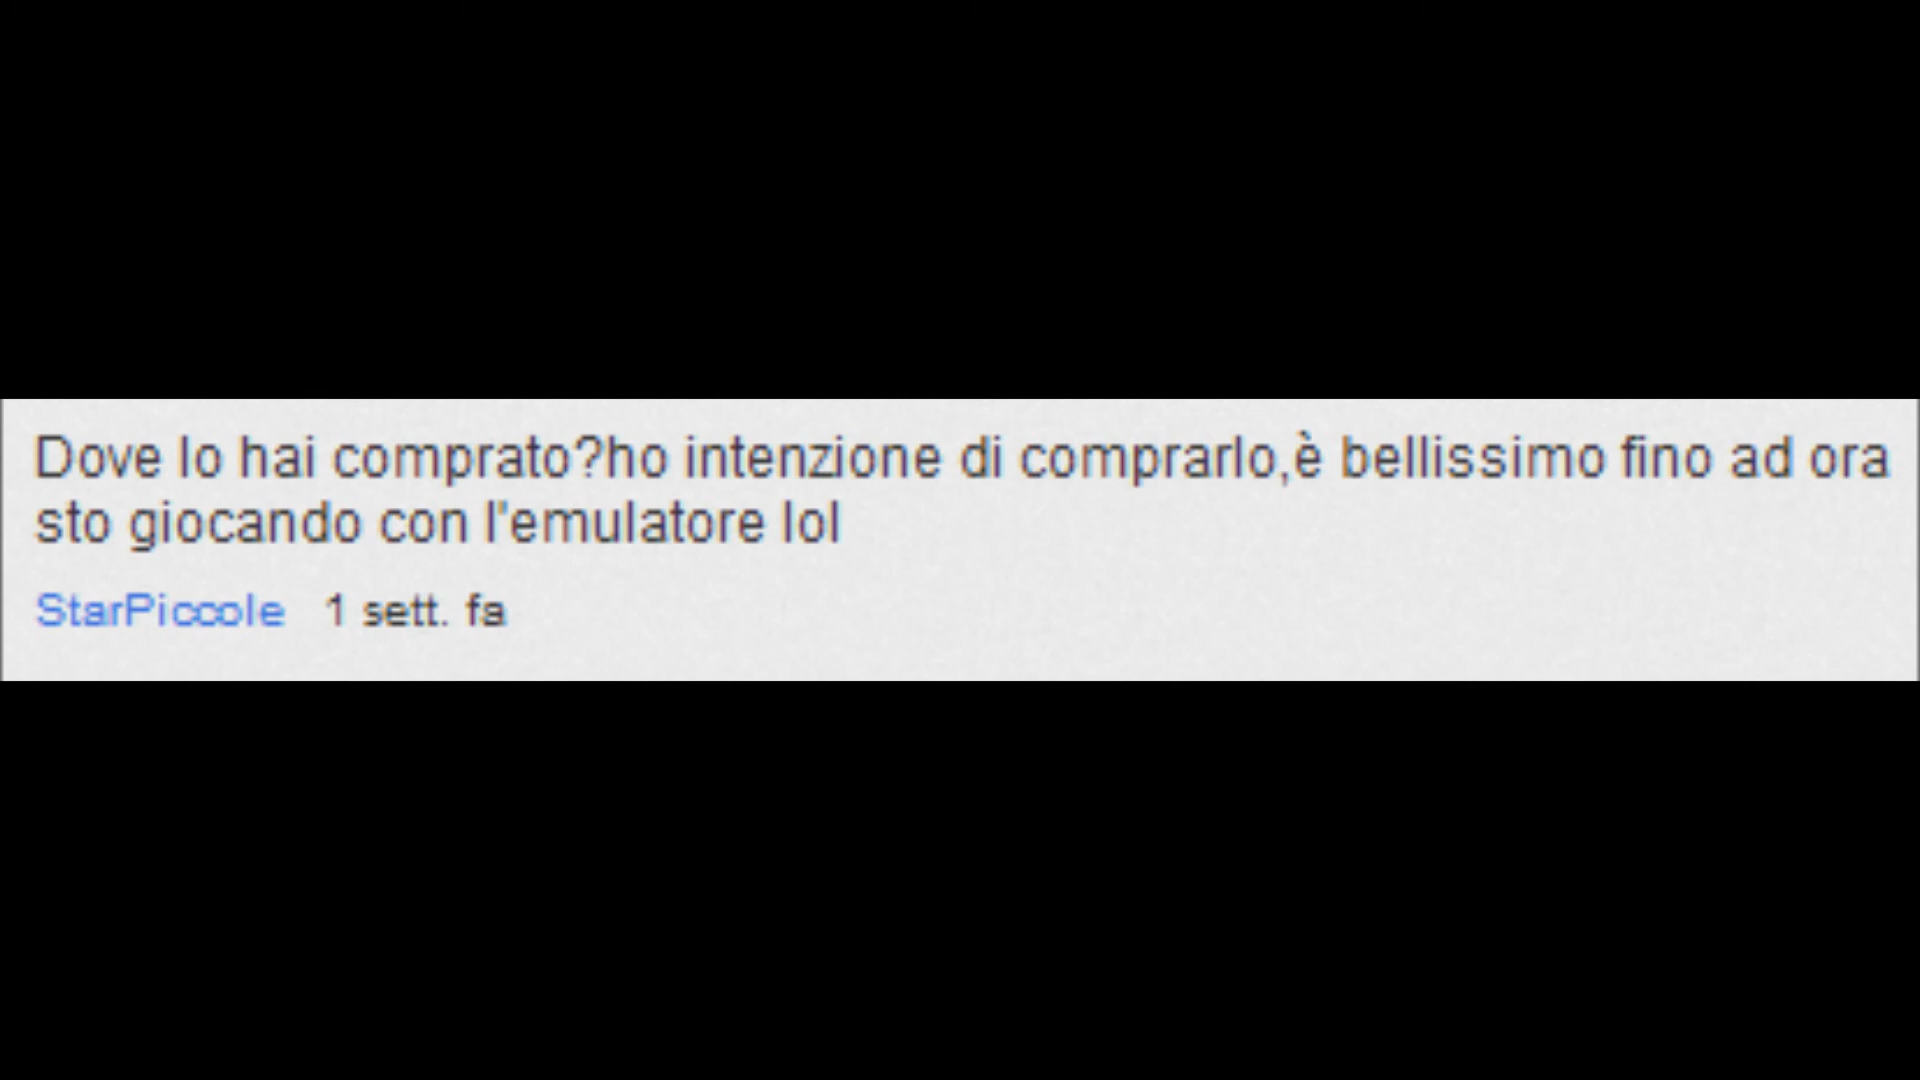 Dove lo hai comprato?ho intenzione di comprarlo,è bellissimo fino ad ora
sto giocando con l'emulatore lol
StarPiccole 1 sett. fa